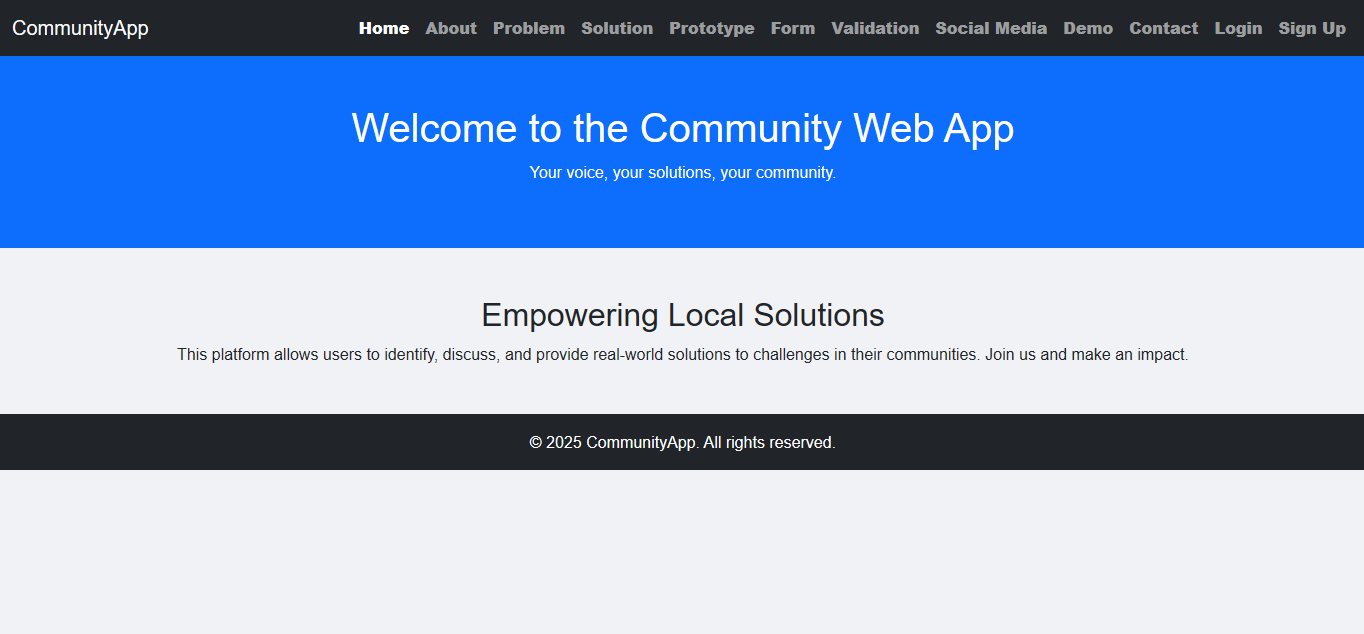 CommunityApp Home About Problem Solution Prototype Form Validation Social Media Demo Contact Login Sign Up
Welcome to the Community Web App
Your voice, your solutions, your community.
Empowering Local Solutions
This platform allows users to identify, discuss, and provide real-world solutions to challenges in their communities. Join us and make an impact.
© 2025 CommunityApp. All rights reserved.